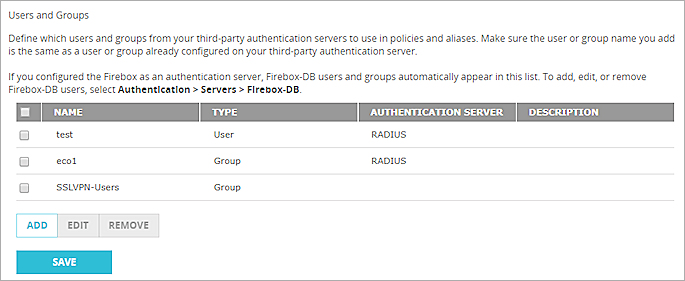 Users and Groups
Define which users and groups from your third-party authentication servers to use in policies and aliases. Make sure the user or group name you add
is the same as a user or group already configured on your third-party authentication server.
If you configured the Firebox as an authentication server, Firebox-DB users and groups automatically appear in this list. To add, edit, or remove
Firebox-DB users, select Authentication > Servers > Firebox-DB.
NAME TYPE AUTHENTICATION SERVER DESCRIPTION
test User RADIUS
eco1 Group RADIUS
SSLVPN-Users Group
ADD EDIT REMOVE
SAVE